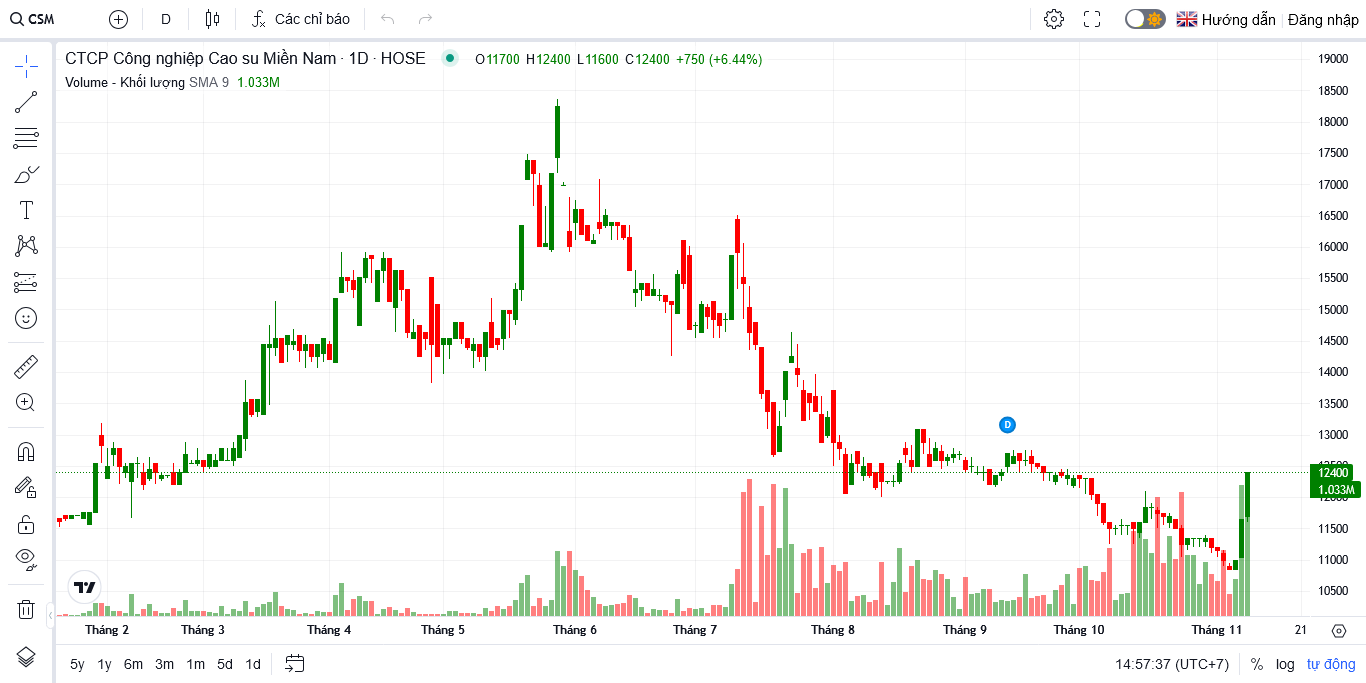 CSM D Các chỉ báo Hướng dẫn Đăng nhập
CTCP Công nghiệp Cao su Miền Nam · 1D · HOSE O11700 H12400 L11600 C12400 +750 (+6.44%)
Volume - Khối lượng SMA 9 1.033M
19000
18500
18000
17500
17000
16500
16000
15500
15000
14500
14000
13500
13000
12400
1.033M
11500
11000
10500
D
Tháng 2 Tháng 3 Tháng 4 Tháng 5 Tháng 6 Tháng 7 Tháng 8 Tháng 9 Tháng 10 Tháng 11 21
5y 1y 6m 3m 1m 5d 1d 14:57:37 (UTC+7) % log tự động